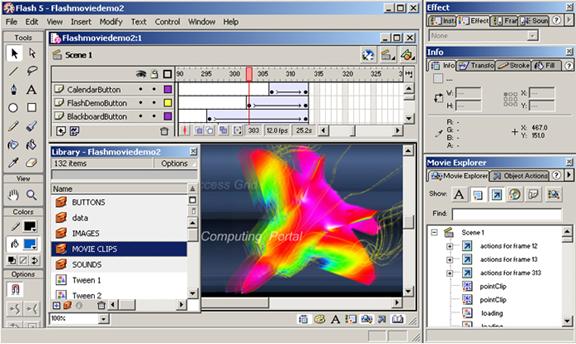 Flash 5 - Flashmoviedemo2
File Edit View Insert Modify Text Movie Control Window Help
Tools
View
Colors
Options
Flashmoviedemo2:1
Scene 1
90 295 300 305 310 315 320 325 33
CalendarButton
FlashDemoButton
BlackboardButton
303 12.0 fps 25.2s
Library - Flashmoviedemo2
132 items Options
Name
BUTTONS
data
IMAGES
MOVIE CLIPS
SOUNDS
Tween 1
Tween 2
ccess Grid
Computing Portal
100%
Effect
Inst Effect Fra Soun
None
Info
Info Transfo Stroke Fill
W: X:
H: Y:
R: -
G: -
B: -
A: -
X: 467.0
Y: 151.0
Movie Explorer
Movie Explorer Object Actions
Show:
Find:
Scene 1
actions for frame 12
actions for frame 13
actions for frame 313
pointClip
pointClip
loading
loading